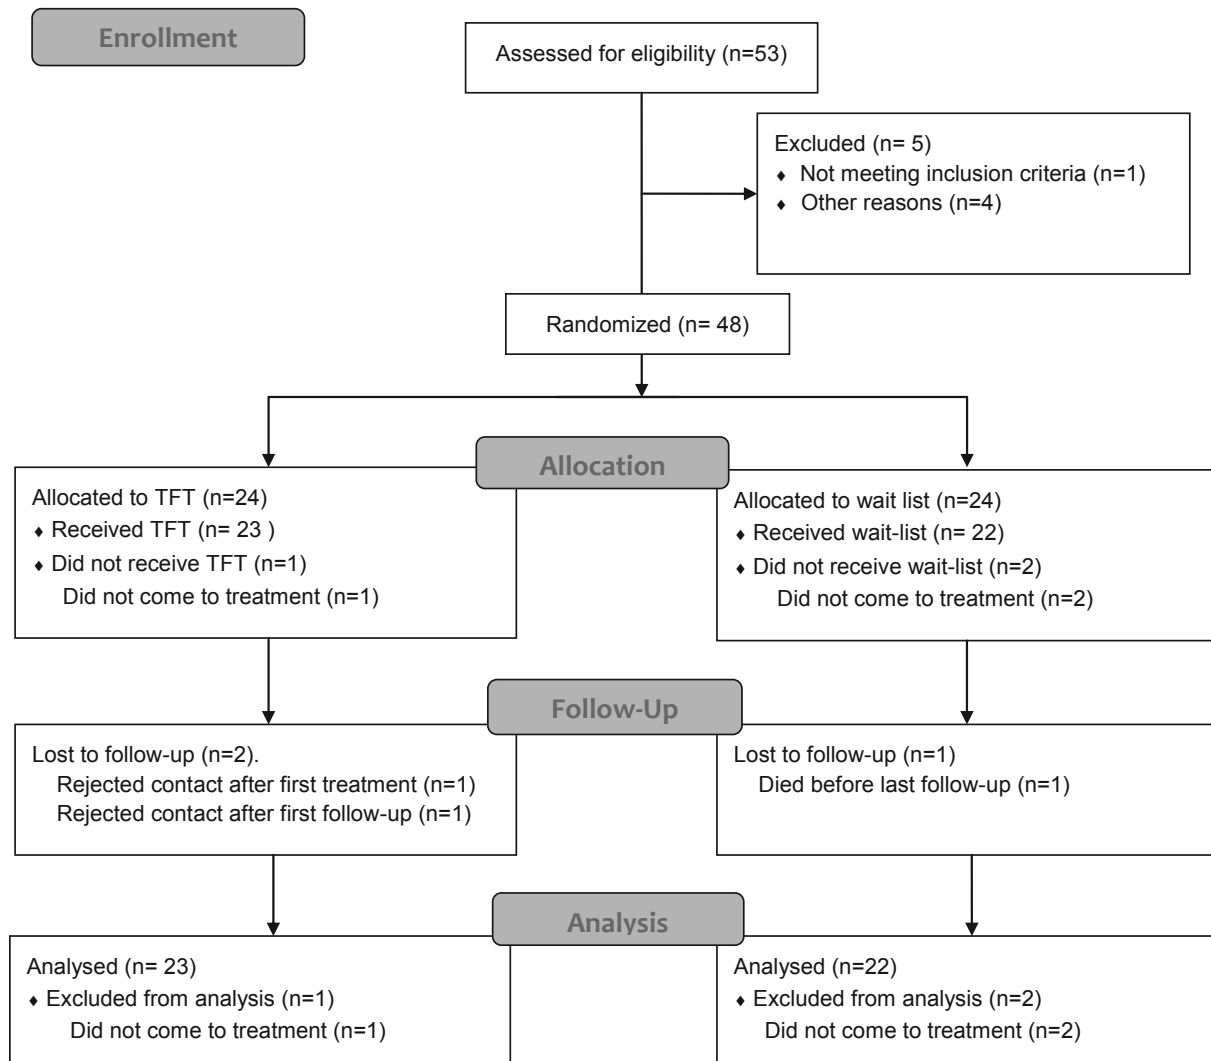 Enrollment
Assessed for eligibility (n=53)
Excluded (n= 5)
♦ Not meeting inclusion criteria (n=1)
♦ Other reasons (n=4)
Randomized (n= 48)
Allocation
Allocated to TFT (n=24)
♦ Received TFT (n= 23 )
♦ Did not receive TFT (n=1)
Did not come to treatment (n=1)
Allocated to wait list (n=24)
♦ Received wait-list (n= 22)
♦ Did not receive wait-list (n=2)
Did not come to treatment (n=2)
Follow-Up
Lost to follow-up (n=2).
Rejected contact after first treatment (n=1)
Rejected contact after first follow-up (n=1)
Lost to follow-up (n=1)
Died before last follow-up (n=1)
Analysis
Analysed (n= 23)
♦ Excluded from analysis (n=1)
Did not come to treatment (n=1)
Analysed (n=22)
♦ Excluded from analysis (n=2)
Did not come to treatment (n=2)